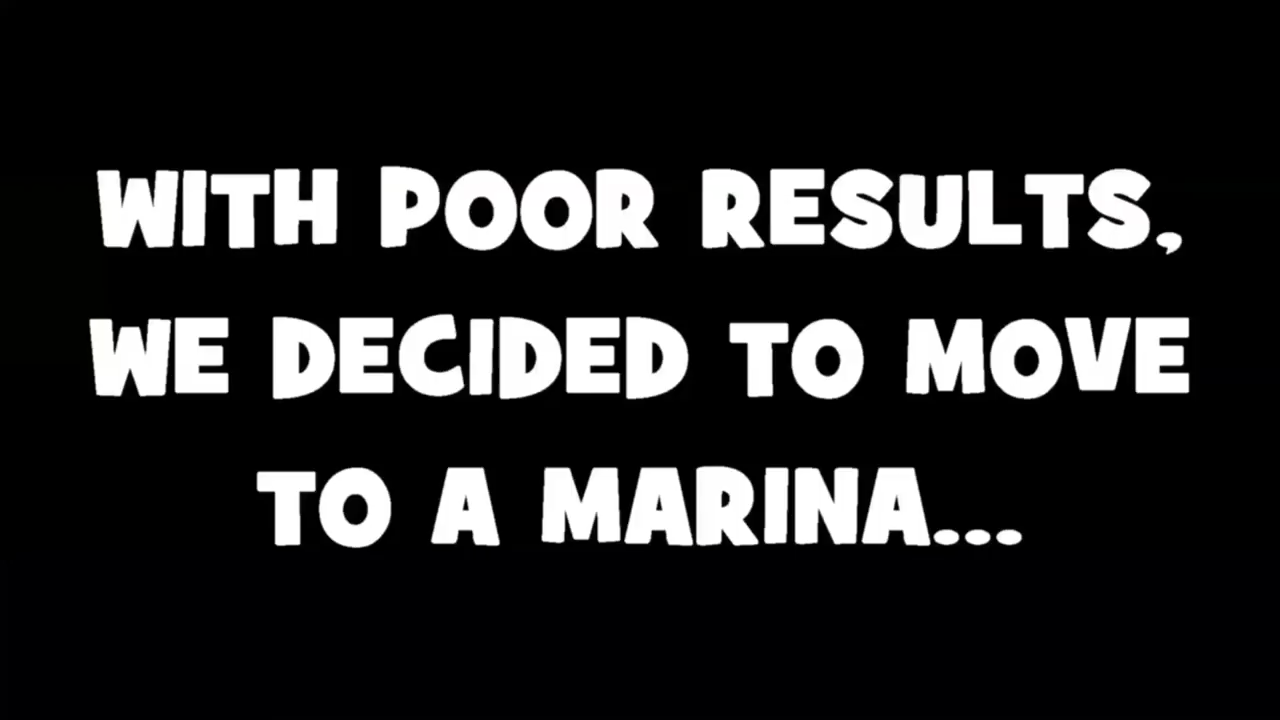 WITH POOR RESULTS,
WE DECIDED TO MOVE
TO A MARINA...